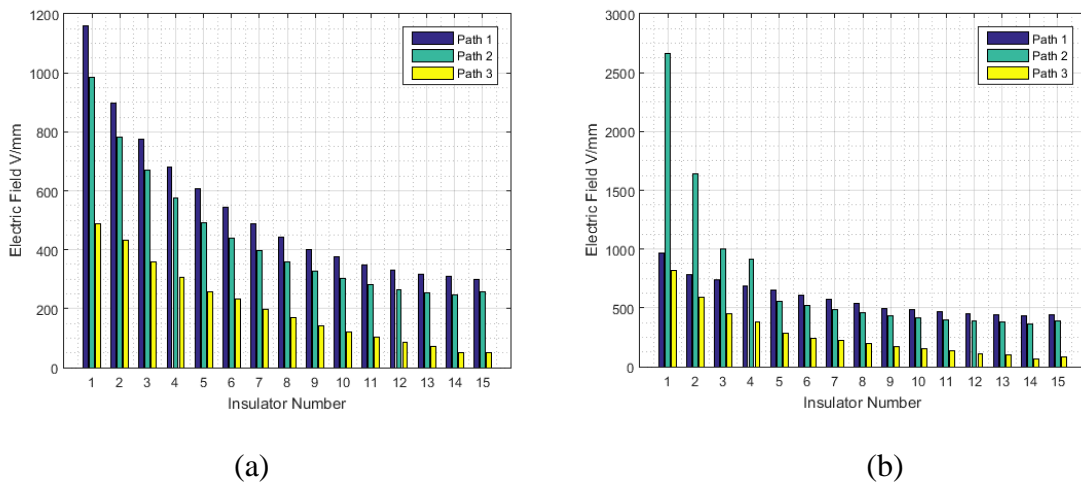 1200
1000
800
600
400
200
0
Electric Field V/mm
Path 1
Path 2
Path 3
1 2 3 4 5 6 7 8 9 10 11 12 13 14 15
Insulator Number
(a)
3000
2500
2000
1500
1000
500
0
Electric Field V/mm
Path 1
Path 2
Path 3
1 2 3 4 5 6 7 8 9 10 11 12 13 14 15
Insulator Number
(b)